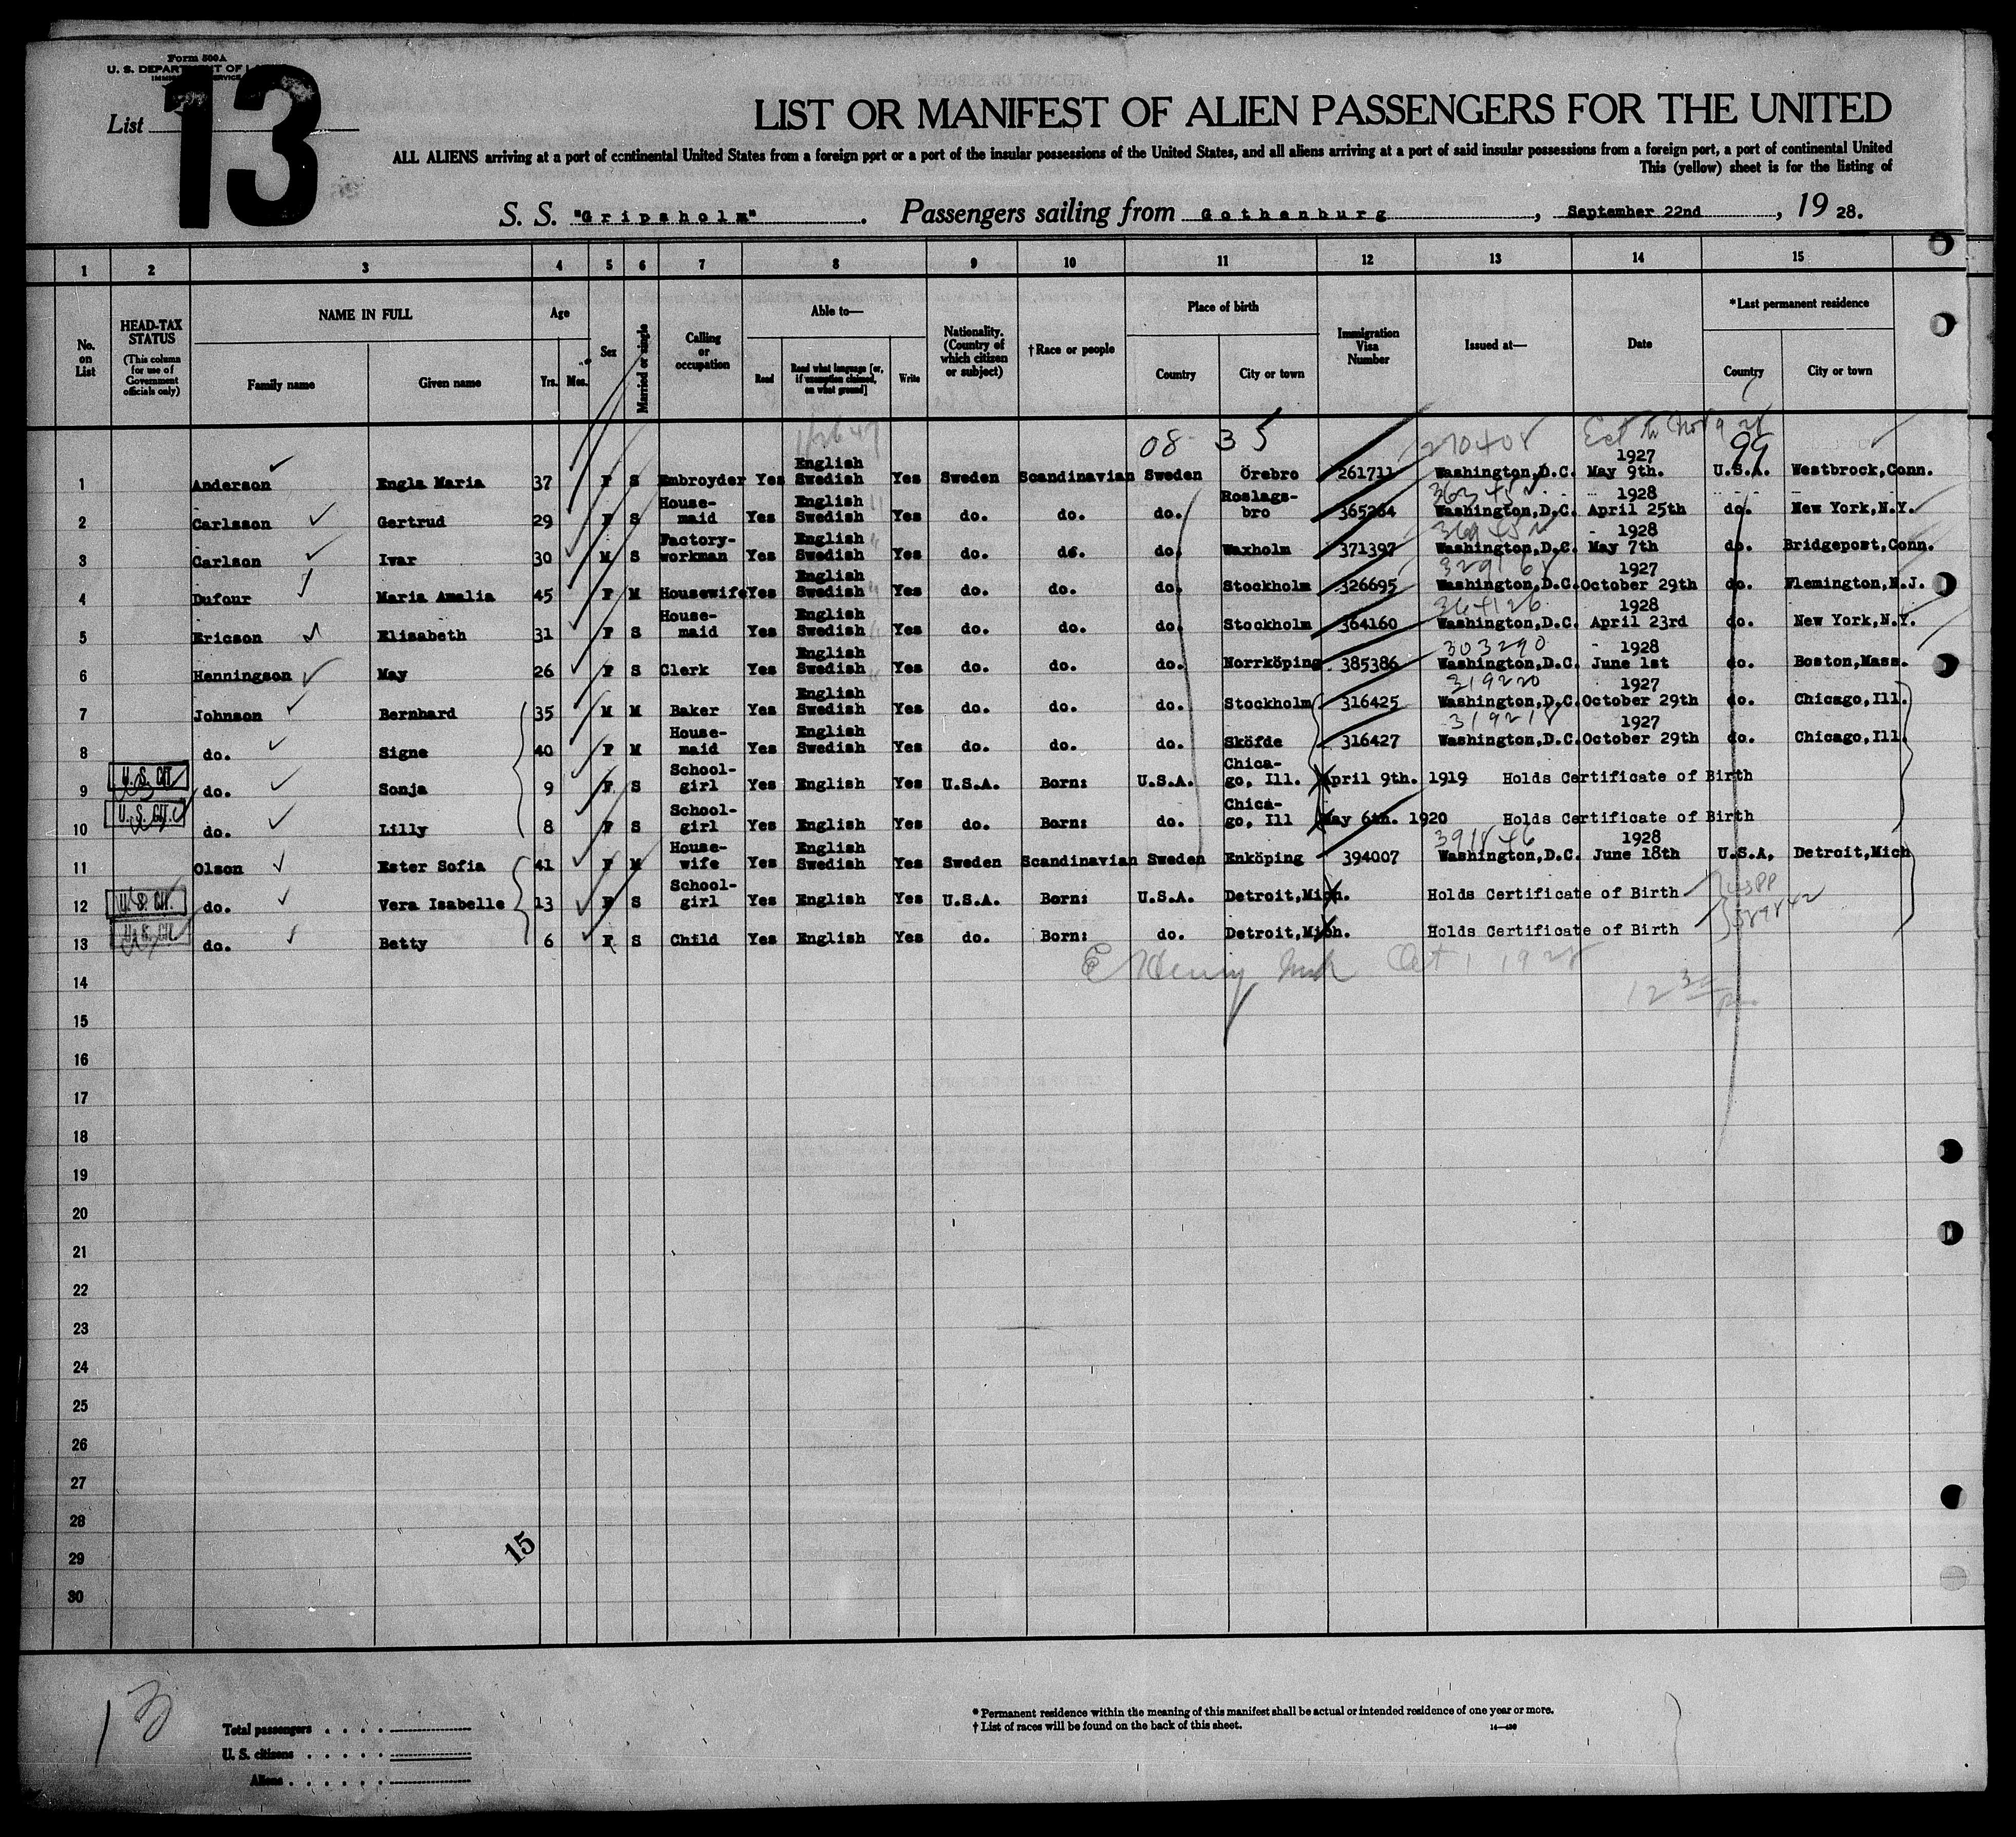 Form 500A
U. S. DEPARTMENT OF
13
List
LIST OR MANIFEST OF ALIEN PASSENGERS FOR THE UNITED
ALL ALIENS arriving at a port of continental United States from a foreign port or a port of the insular possessions of the United States, and all aliens arriving at a port of said insular possessions from a foreign port, a port of continental United
This (yellow) sheet is for the listing of
S. S. "Gripsholm". Passengers sailing from Gothenburg, September 22nd, 19 28.
1 2 3 4 5 6 7 8 9 10 11 12 13 14 15
No. on List
HEAD-TAX STATUS (This column for use of Government officials only)
NAME IN FULL Family name Given name
Age Yrs. Mos.
Sex
Married or single
Calling or occupation
Able to— Read Read what language [or, if exemption claimed, on what ground] Write
Nationality. (Country of which citizen or subject)
†Race or people
Place of birth Country City or town
Immigration Visa Number
Issued at—
Date
*Last permanent residence Country City or town
08 35 270408 99
1 Anderson Engla Maria 37 F S Embroyder Yes English Swedish Yes Sweden Scandinavian Sweden Örebro 261711 Washington,D.C. 1927 May 9th. U.S.A. Westbrock,Conn.
2 Carlsson Gertrud 29 F S House-maid Yes English Swedish Yes do. do. do. Roslags-bro 365264 Washington,D.C. 1928 April 25th do. New York,N.Y.
3 Carlson Ivar 30 M S Factory-workman Yes English Swedish Yes do. do. do. Waxholm 371397 Washington,D.C. 1928 May 7th do. Bridgeport,Conn.
329168
4 Dufour Maria Amalia 45 F M Housewife Yes English Swedish Yes do. do. do. Stockholm 326695 Washington,D.C. 1927 October 29th do. Flemington,N.J.
364126
5 Ericson Elisabeth 31 F S House-maid Yes English Swedish Yes do. do. do. Stockholm 364160 Washington,D.C. 1928 April 23rd do. New York,N.Y.
303290
6 Henningson May 26 F S Clerk Yes English Swedish Yes do. do. do. Norrköping 385386 Washington,D.C. 1928 June 1st do. Boston,Mass.
319220
7 Johnson Bernhard 35 M M Baker Yes English Swedish Yes do. do. do. Stockholm 316425 Washington,D.C. 1927 October 29th do. Chicago,Ill.
319218
8 do. Signe 40 F M House-maid Yes English Swedish Yes do. do. do. Sköfde 316427 Washington,D.C. 1927 October 29th do. Chicago,Ill.
U. S. CIT.
9 do. Sonja 9 F S School-girl Yes English Yes U.S.A. Born: U.S.A. Chica-go, Ill. April 9th. 1919 Holds Certificate of Birth
U. S. CIT.
10 do. Lilly 8 F S School-girl Yes English Yes do. Born: do. Chica-go, Ill May 6th. 1920 Holds Certificate of Birth
391846
11 Olson Ester Sofia 41 F M House-wife Yes English Swedish Yes Sweden Scandinavian Sweden Enköping 394007 Washington,D.C. 1928 June 18th U.S.A, Detroit,Mich
U. S. CIT.
12 do. Vera Isabelle 13 F S School-girl Yes English Yes U.S.A. Born: U.S.A. Detroit,Mich. Holds Certificate of Birth USPP
U. S. CIT.
13 do. Betty 6 F S Child Yes English Yes do. Born: do. Detroit,Mich. Holds Certificate of Birth 589842
Oct 1 1928
14
15
16
17
18
19
20
21
22
23
24
25
26
27
28
29
30
15
13
Total passengers
U. S. citizens
Aliens
* Permanent residence within the meaning of this manifest shall be actual or intended residence of one year or more.
† List of races will be found on the back of this sheet.